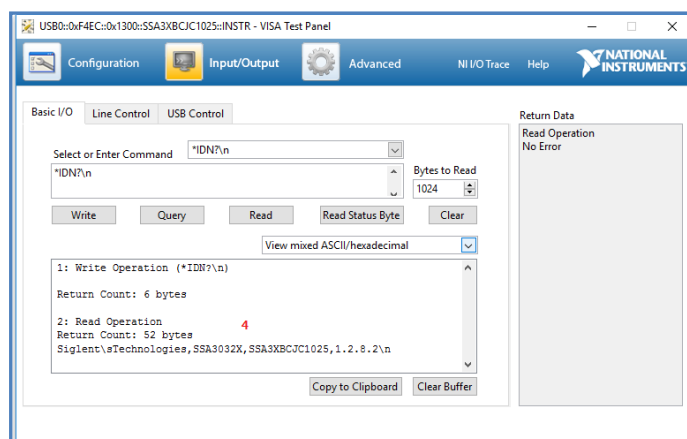 USB0::0xF4EC::0x1300::SSA3XBCJC1025::INSTR - VISA Test Panel
Configuration
Input/Output
Advanced
NI I/O Trace
Help
NATIONAL
INSTRUMENTS
Basic I/O
Line Control
USB Control
Return Data
Read Operation
No Error
Select or Enter Command
*IDN?\n
*IDN?\n
Bytes to Read
1024
Write
Query
Read
Read Status Byte
Clear
View mixed ASCII/hexadecimal
1: Write Operation (*IDN?\n)
Return Count: 6 bytes
2: Read Operation
4
Return Count: 52 bytes
Siglent\sTechnologies,SSA3032X,SSA3XBCJC1025,1.2.8.2\n
Copy to Clipboard
Clear Buffer